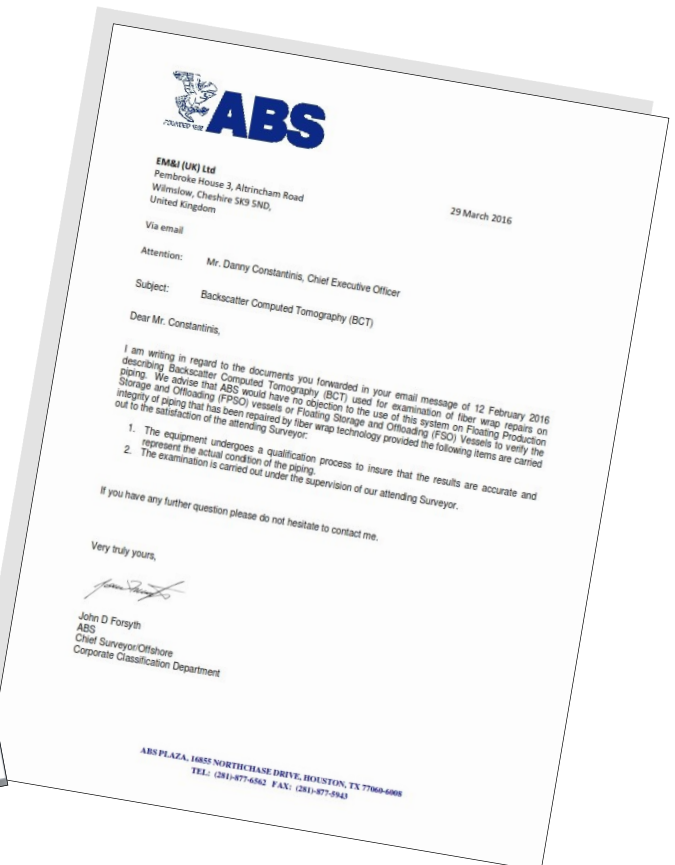 FOUNDED 1862
ABS
EM&I (UK) Ltd
Pembroke House 3, Altrincham Road
Wilmslow, Cheshire SK9 5ND,
United Kingdom
29 March 2016
Via email
Attention: Mr. Danny Constantinis, Chief Executive Officer
Subject: Backscatter Computed Tomography (BCT)
Dear Mr. Constantinis,
I am writing in regard to the documents you forwarded in your email message of 12 February 2016
describing Backscatter Computed Tomography (BCT) used for examination of fiber wrap repairs on
piping. We advise that ABS would have no objection to the use of this system on Floating Production
Storage and Offloading (FPSO) vessels or Floating Storage and Offloading (FSO) Vessels to verify the
integrity of piping that has been repaired by fiber wrap technology provided the following items are carried
out to the satisfaction of the attending Surveyor:
1. The equipment undergoes a qualification process to insure that the results are accurate and
represent the actual condition of the piping.
2. The examination is carried out under the supervision of our attending Surveyor.
If you have any further question please do not hesitate to contact me.
Very truly yours,
John D Forsyth
ABS
Chief Surveyor/Offshore
Corporate Classification Department
ABS PLAZA, 16855 NORTHCHASE DRIVE, HOUSTON, TX 77060-6008
TEL: (281)-877-6562 FAX: (281)-877-5943